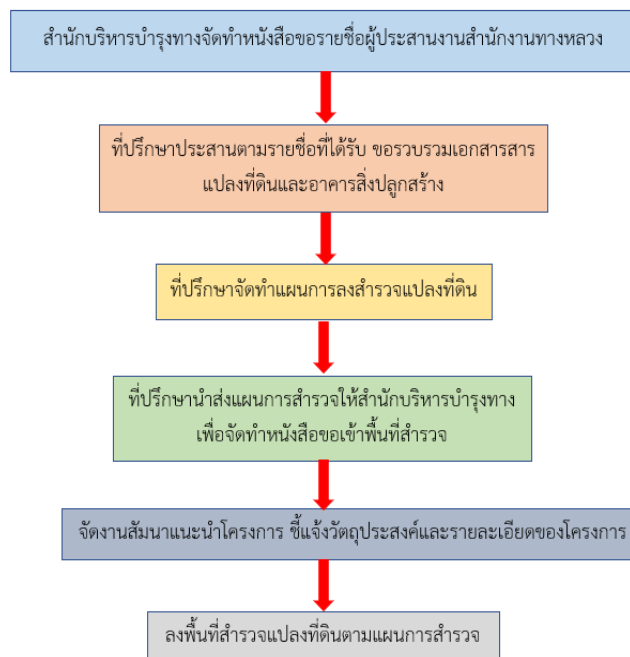 สำนักบริหารบำรุงทางจัดทำหนังสือขอรายชื่อผู้ประสานงานสำนักงานทางหลวง
ที่ปรึกษาประสานตามรายชื่อที่ได้รับ ขอรวบรวมเอกสารสาร
แปลงที่ดินและอาคารสิ่งปลูกสร้าง
ที่ปรึกษาจัดทำแผนการลงสำรวจแปลงที่ดิน
ที่ปรึกษานำส่งแผนการสำรวจให้สำนักบริหารบำรุงทาง
เพื่อจัดทำหนังสือขอเข้าพื้นที่สำรวจ
จัดงานสัมนาแนะนำโครงการ ชี้แจ้งวัตถุประสงค์และรายละเอียดของโครงการ
ลงพื้นที่สำรวจแปลงที่ดินตามแผนการสำรวจ